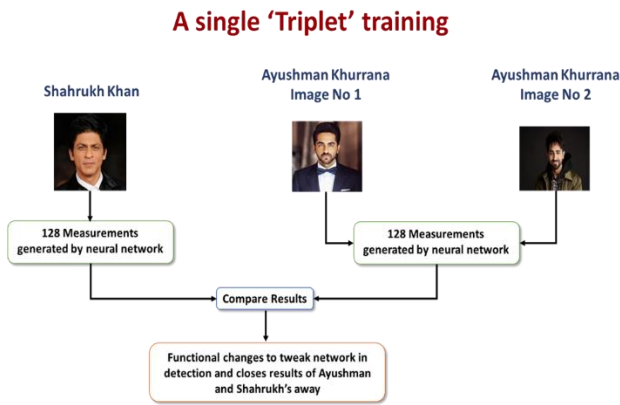 A single ‘Triplet’ training
Shahrukh Khan
Ayushman Khurrana
Image No 1
Ayushman Khurrana
Image No 2
128 Measurements
generated by neural network
128 Measurements
generated by neural network
Compare Results
Functional changes to tweak network in
detection and closes results of Ayushman
and Shahrukh’s away